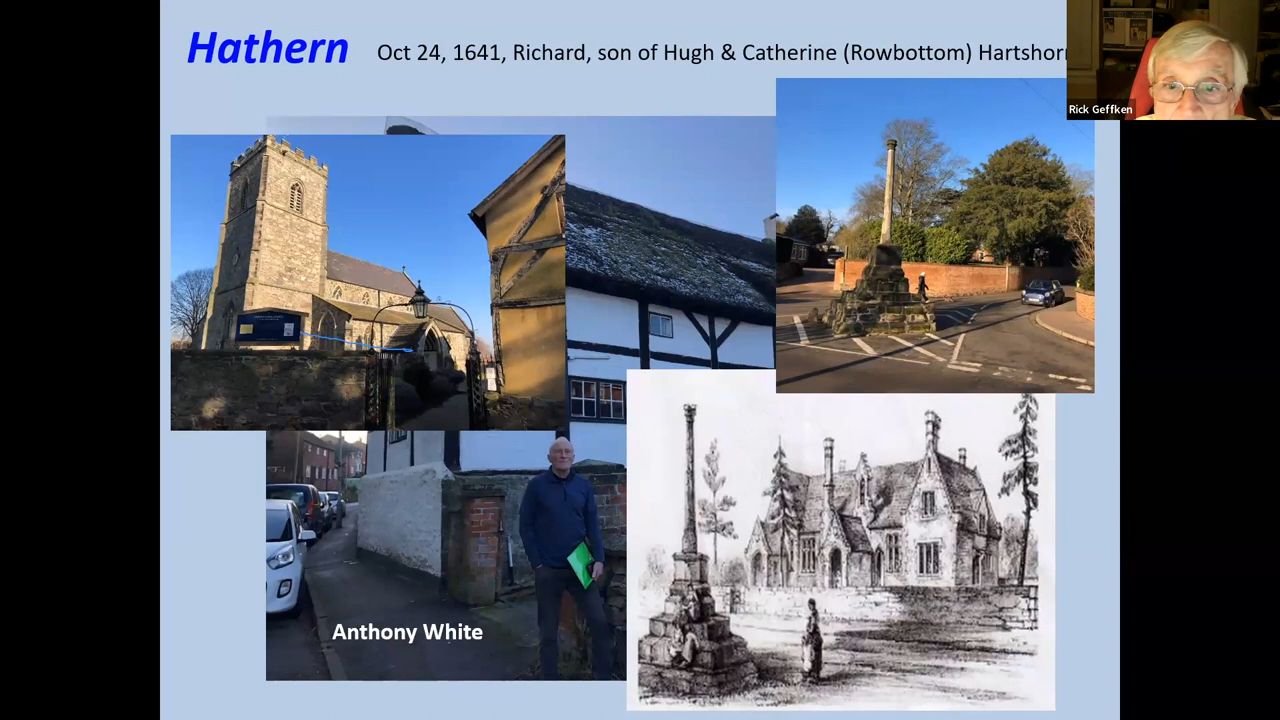 Hathern
Oct 24, 1641, Richard, son of Hugh & Catherine (Rowbottom) Hartshor
Rick Geffken
Anthony White